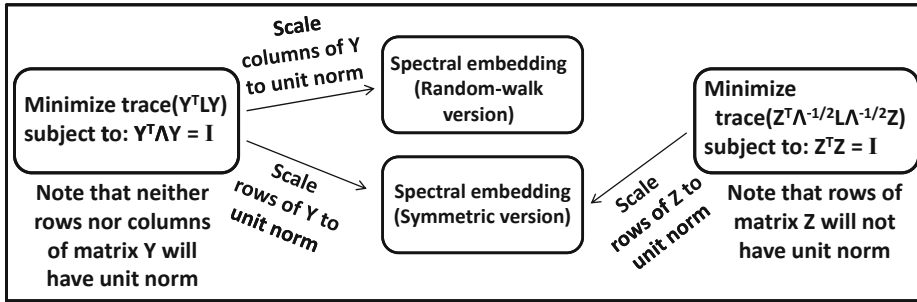 Minimize trace(YᵀLY)
subject to: YᵀΛY = I
Note that neither
rows nor columns
of matrix Y will
have unit norm
Scale
columns of Y
to unit norm
Scale
rows of Y to
unit norm
Spectral embedding
(Random-walk
version)
Spectral embedding
(Symmetric version)
Scale
rows of Z to
unit norm
Minimize
trace(ZᵀΛ⁻¹/²LΛ⁻¹/²Z)
subject to: ZᵀZ = I
Note that rows of
matrix Z will not
have unit norm